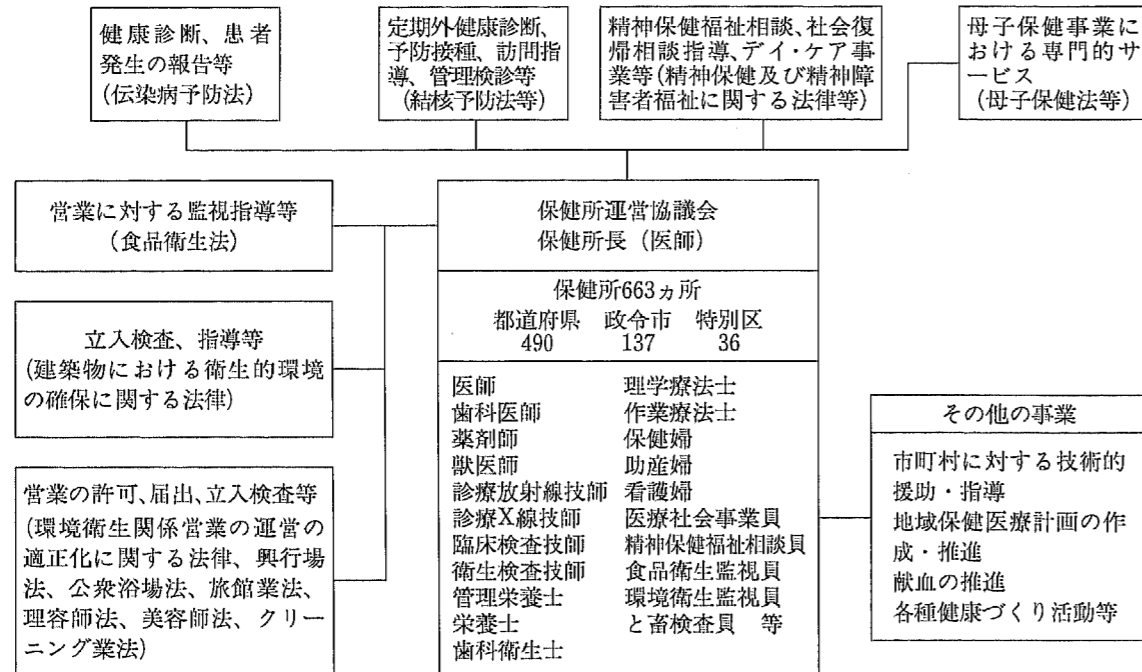 健康診断、患者
発生の報告等
(伝染病予防法)
定期外健康診断、
予防接種、訪問指
導、管理検診等
(結核予防法等)
精神保健福祉相談、社会復
帰相談指導、デイ・ケア事
業等(精神保健及び精神障
害者福祉に関する法律等)
母子保健事業に
おける専門的サ
ービス
(母子保健法等)
営業に対する監視指導等
(食品衛生法)
立入検査、指導等
(建築物における衛生的環境
の確保に関する法律)
営業の許可、届出、立入検査等
(環境衛生関係営業の運営の
適正化に関する法律、興行場
法、公衆浴場法、旅館業法、
理容師法、美容師法、クリー
ニング業法)
保健所運営協議会
保健所長(医師)
保健所663ヵ所
都道府県 政令市 特別区
490 137 36
医師 理学療法士
歯科医師 作業療法士
薬剤師 保健婦
獣医師 助産婦
診療放射線技師 看護婦
診療X線技師 医療社会事業員
臨床検査技師 精神保健福祉相談員
衛生検査技師 食品衛生監視員
管理栄養士 環境衛生監視員
栄養士 と畜検査員 等
歯科衛生士
その他の事業
市町村に対する技術的
援助・指導
地域保健医療計画の作
成・推進
献血の推進
各種健康づくり活動等